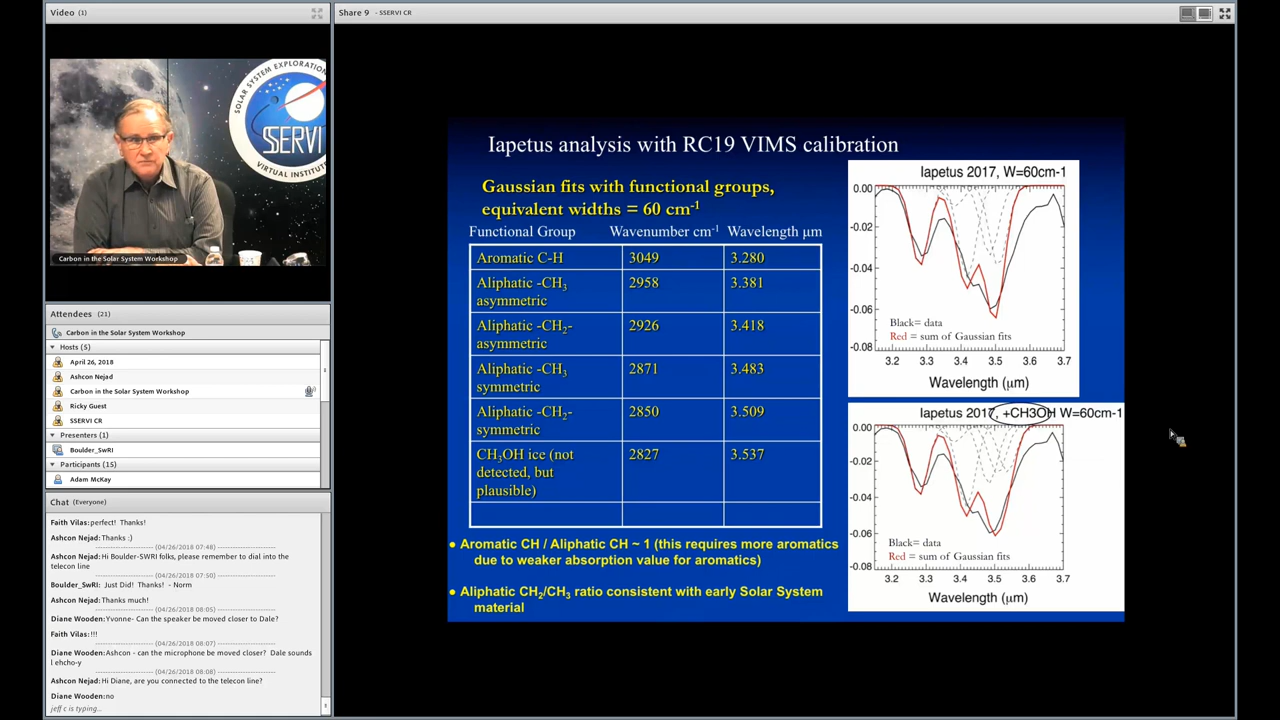 Video (1)
SOLAR SYSTEM EXPLORATION
SSERVI
VIRTUAL INSTITUTE
Carbon in the Solar System Workshop
Attendees (21)
Carbon in the Solar System Workshop
Hosts (5)
April 26, 2018
Ashcon Nejad
Carbon in the Solar System Workshop
Ricky Guest
SSERVI CR
Presenters (1)
Boulder_SwRI
Participants (15)
Adam McKay
Chat (Everyone)
Faith Vilas:perfect! Thanks!
Ashcon Nejad:Thanks :)
(04/26/2018 07:48)
Ashcon Nejad:Hi Boulder-SWRI folks, please remember to dial into the
telecon line
(04/26/2018 07:50)
Boulder_SwRI: Just Did! Thanks! - Norm
Ashcon Nejad:Thanks much!
(04/26/2018 08:05)
Diane Wooden:Yvonne- Can the speaker be moved closer to Dale?
Faith Vilas:!!!
(04/26/2018 08:07)
Diane Wooden:Ashcon - can the microphone be moved closer? Dale sounds
l ehcho-y
(04/26/2018 08:08)
Ashcon Nejad:Hi Diane, are you connected to the telecon line?
Diane Wooden:no
jeff c is typing...
Share 9 - SSERVI CR
Iapetus analysis with RC19 VIMS calibration
Gaussian fits with functional groups,
equivalent widths = 60 cm-1
Functional Group Wavenumber cm-1 Wavelength μm
Aromatic C-H 3049 3.280
Aliphatic -CH3 2958 3.381
asymmetric
Aliphatic -CH2- 2926 3.418
asymmetric
Aliphatic -CH3 2871 3.483
symmetric
Aliphatic -CH2- 2850 3.509
symmetric
CH3OH ice (not 2827 3.537
detected, but
plausible)
● Aromatic CH / Aliphatic CH ~ 1 (this requires more aromatics
due to weaker absorption value for aromatics)
● Aliphatic CH2/CH3 ratio consistent with early Solar System
material
Iapetus 2017, W=60cm-1
0.00
-0.02
-0.04
-0.06
-0.08
Black= data
Red = sum of Gaussian fits
3.2 3.3 3.4 3.5 3.6 3.7
Wavelength (μm)
Iapetus 2017, +CH3OH W=60cm-1
0.00
-0.02
-0.04
-0.06
-0.08
Black= data
Red = sum of Gaussian fits
3.2 3.3 3.4 3.5 3.6 3.7
Wavelength (μm)